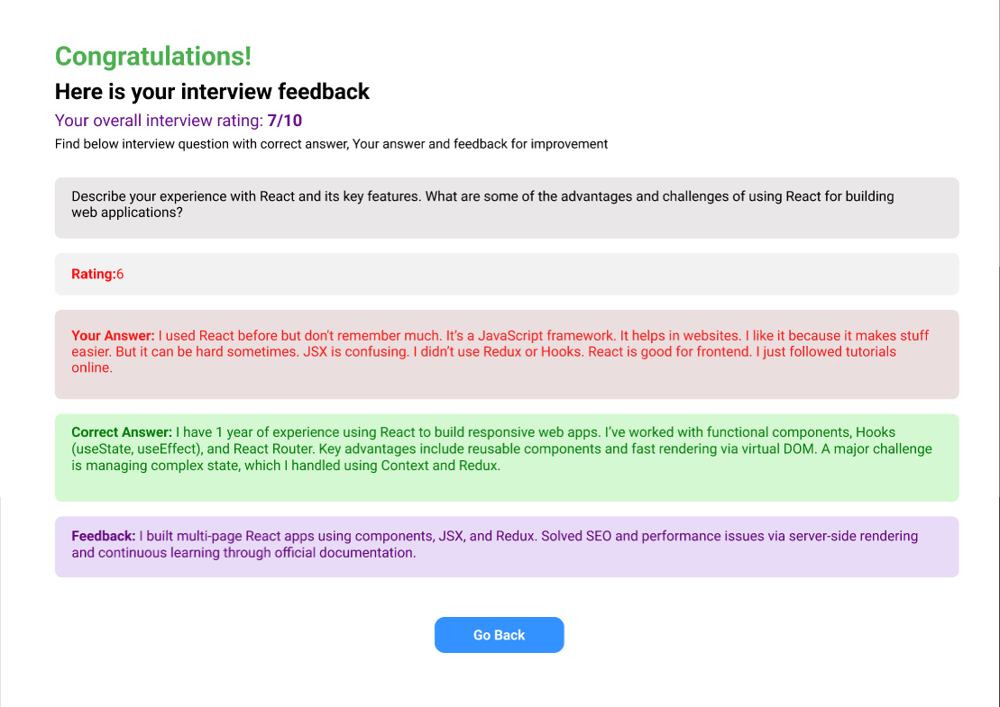 Congratulations!
Here is your interview feedback
Your overall interview rating: 7/10
Find below interview question with correct answer, Your answer and feedback for improvement
Describe your experience with React and its key features. What are some of the advantages and challenges of using React for building
web applications?
Rating:6
Your Answer: I used React before but don't remember much. It's a JavaScript framework. It helps in websites. I like it because it makes stuff
easier. But it can be hard sometimes. JSX is confusing. I didn't use Redux or Hooks. React is good for frontend. I just followed tutorials
online.
Correct Answer: I have 1 year of experience using React to build responsive web apps. I've worked with functional components, Hooks
(useState, useEffect), and React Router. Key advantages include reusable components and fast rendering via virtual DOM. A major challenge
is managing complex state, which I handled using Context and Redux.
Feedback: I built multi-page React apps using components, JSX, and Redux. Solved SEO and performance issues via server-side rendering
and continuous learning through official documentation.
Go Back